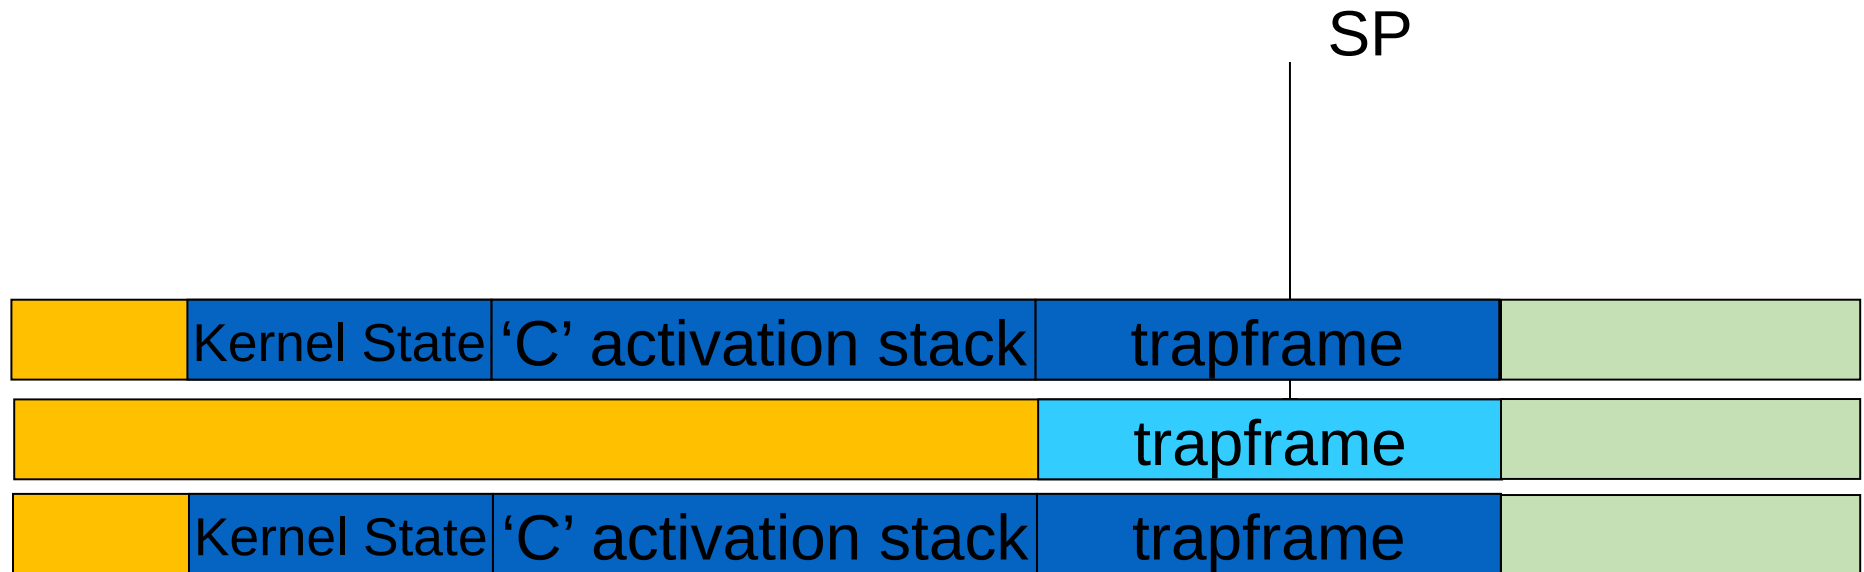 SP
Kernel State ‘C’ activation stack trapframe
trapframe
Kernel State ‘C’ activation stack trapframe